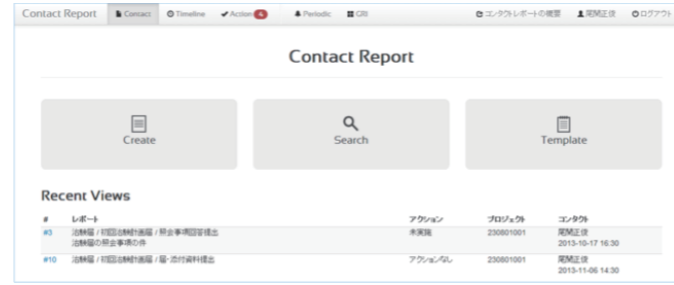 Contact Report Contact Timeline Action Periodic GRI コンタクトレポートの概要 尾関正俊 ログアウト
Contact Report
Create Search Template
Recent Views
# レポート アクション プロジェクト コンタクト
#3 治験届 / 初回治験計画届 / 照会事項回答提出 未実施 230801001 尾関正俊
治験届の照会事項の件 2013-10-17 16:30
#10 治験届 / 初回治験計画届 / 届・添付資料提出 アクションなし 230801001 尾関正俊
2013-11-06 14:30